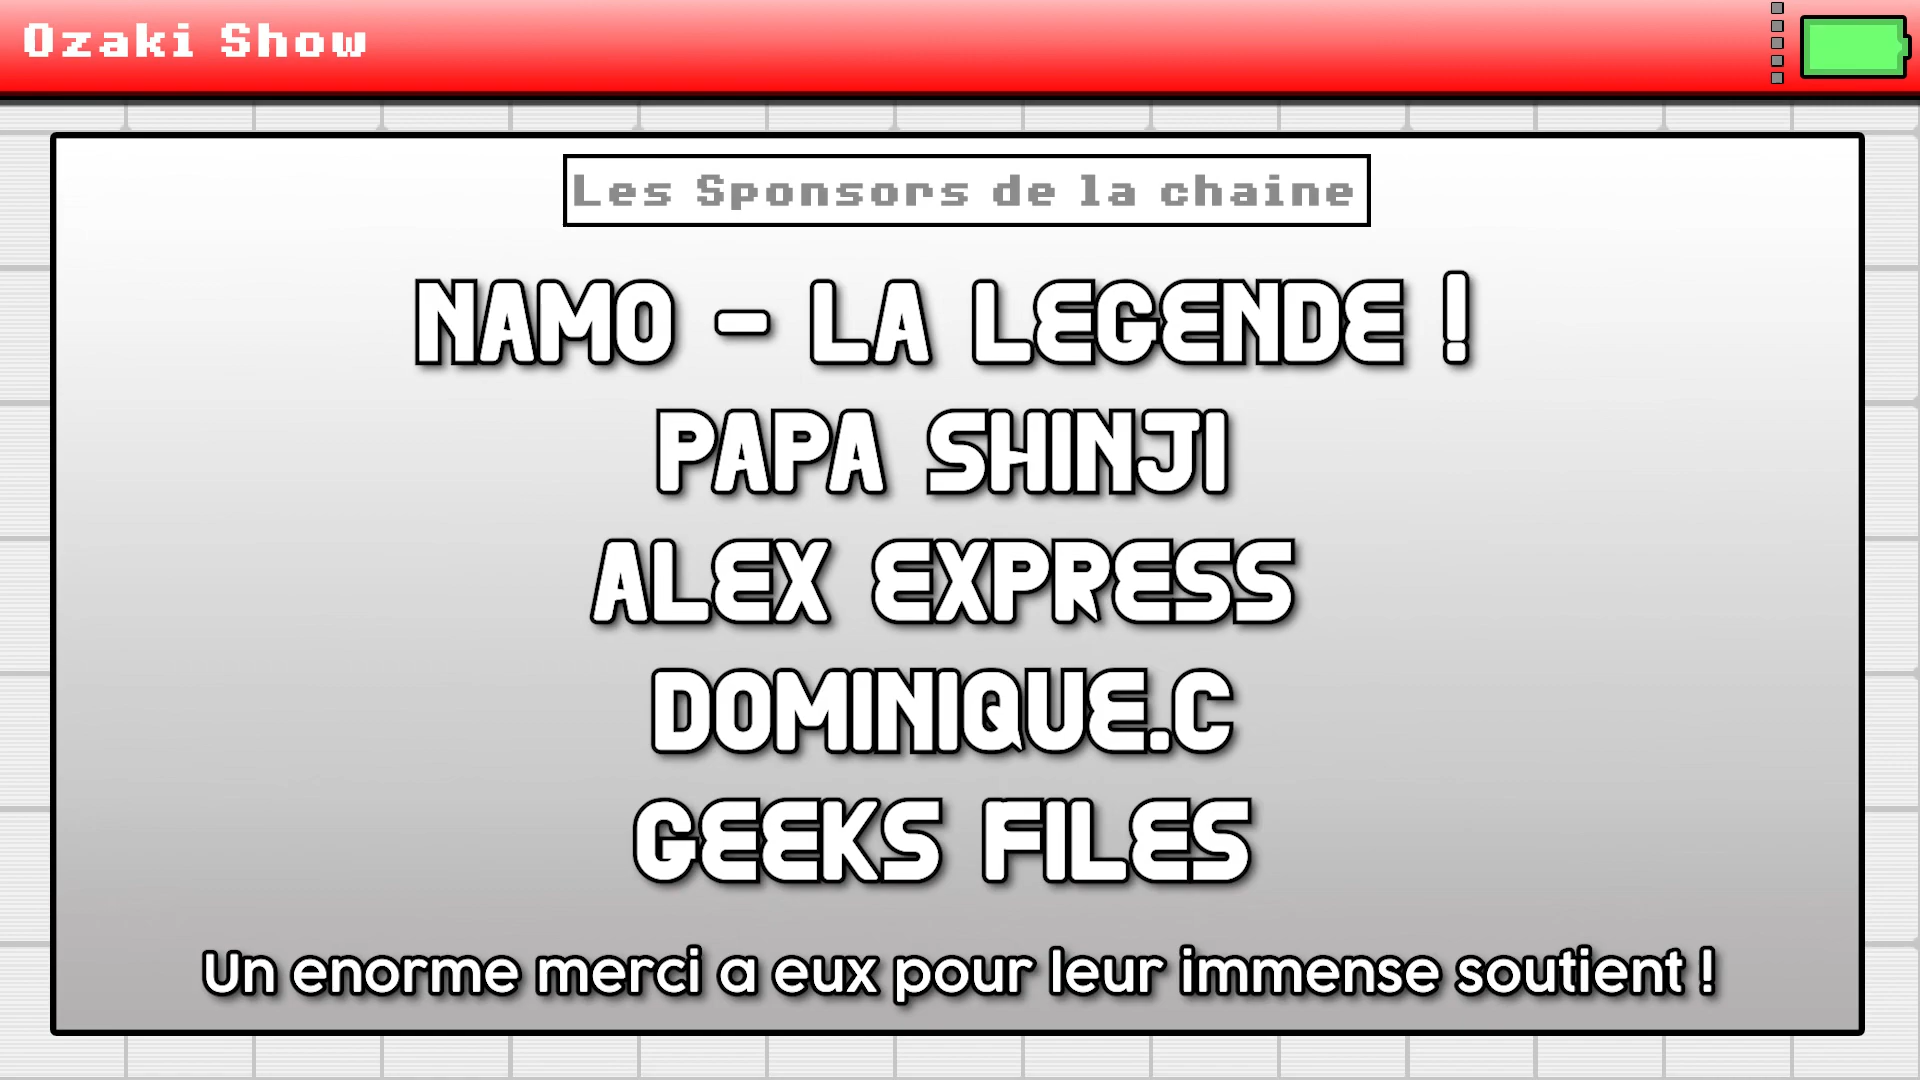 Ozaki Show
Les Sponsors de la chaine
NAMO - LA LEGENDE !
PAPA SHINJI
ALEX EXPRESS
DOMINIQUE.C
GEEKS FILES
Un enorme merci a eux pour leur immense soutient !